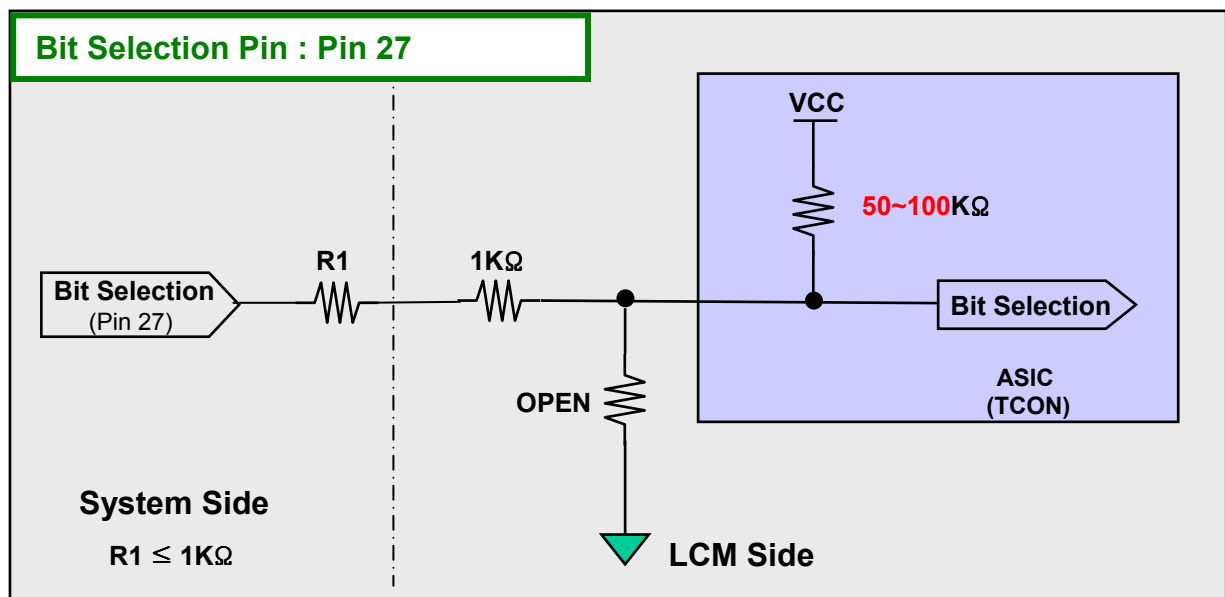 Bit Selection Pin : Pin 27
VCC
50~100KΩ
R1
1KΩ
Bit Selection
(Pin 27)
Bit Selection
OPEN
ASIC
(TCON)
System Side
R1 ≤ 1KΩ
LCM Side